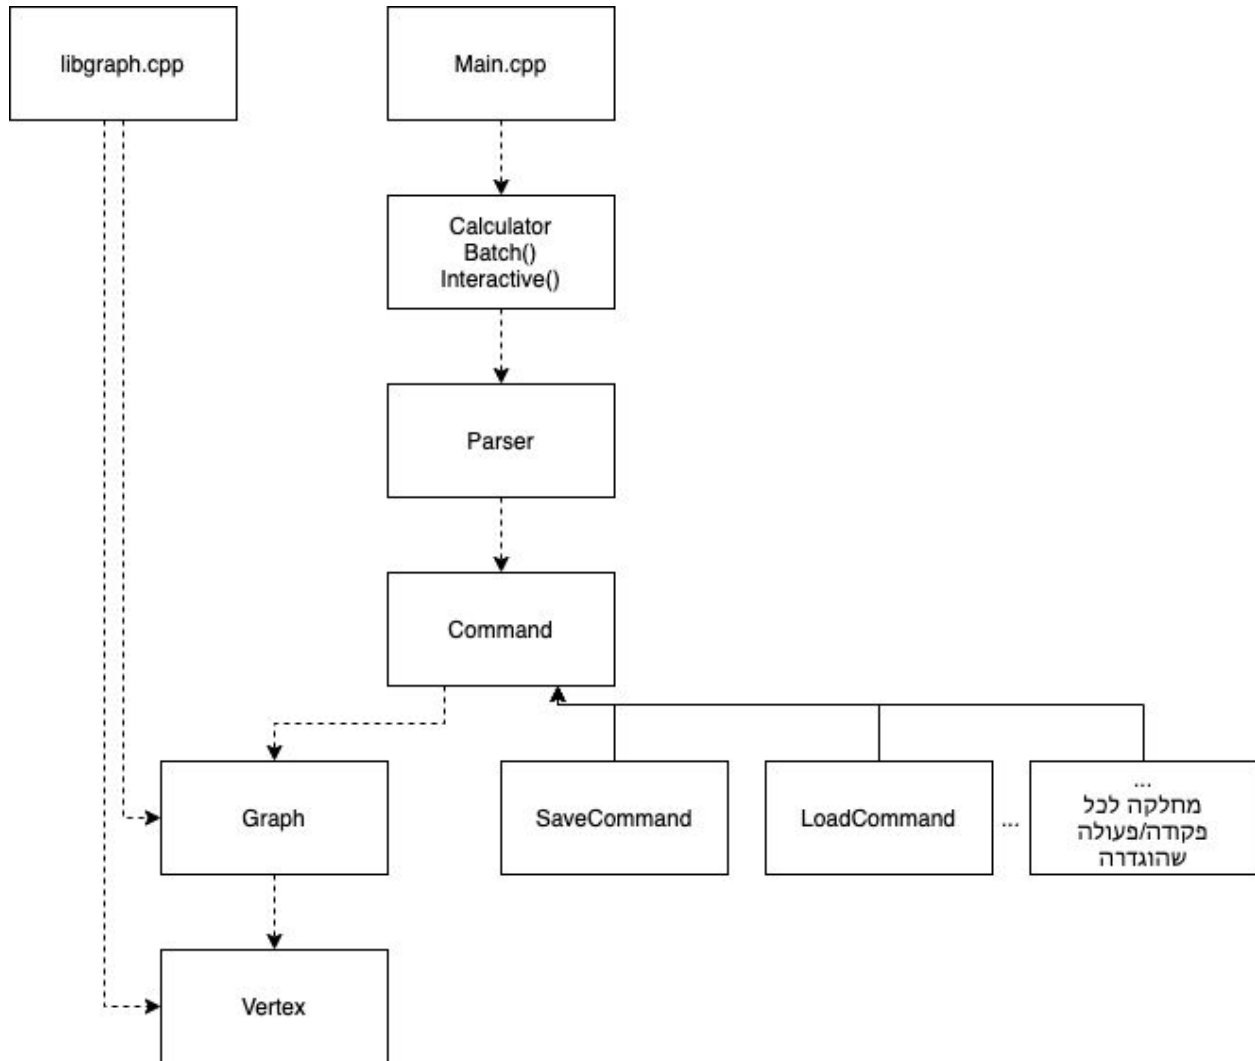 libgraph.cpp
Main.cpp
Calculator
Batch()
Interactive()
Parser
Command
Graph
SaveCommand
LoadCommand
...
...
מחלקה לכל
פקודה/פעולה
שהוגדרה
Vertex